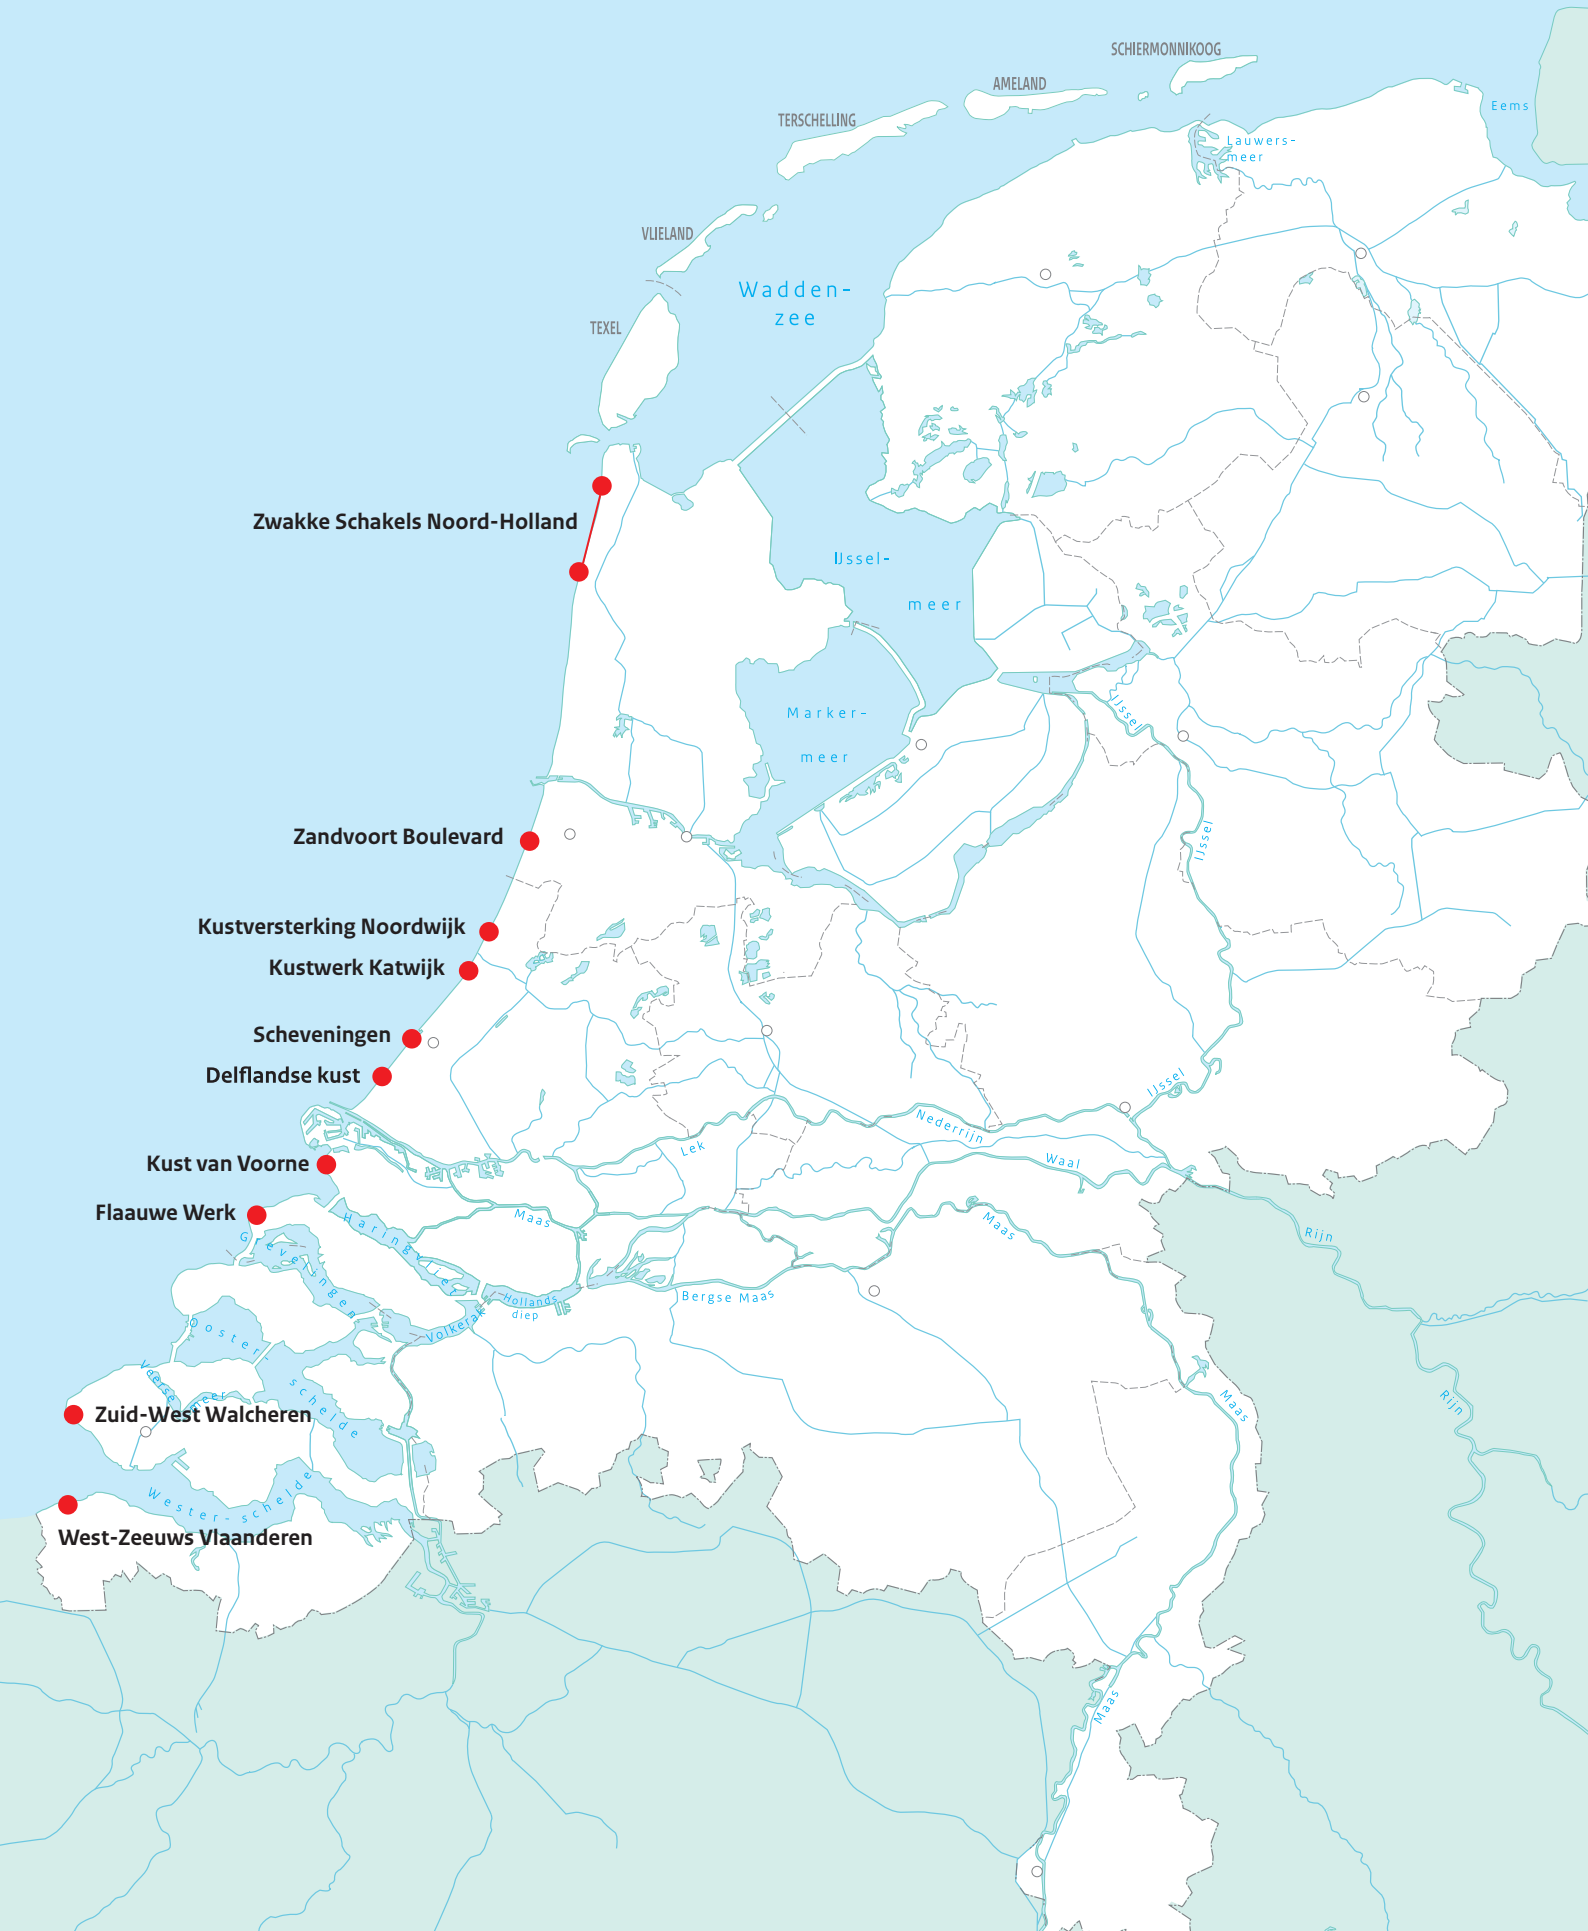 SCHIERMONNIKOOG
AMELAND
Eems
TERSCHELLING
Lauwers-
meer
VLIELAND
Wadden-
zee
TEXEL
Zwakke Schakels Noord-Holland
IJssel-
meer
IJssel
Marker-
meer
Zandvoort Boulevard
IJssel
Kustversterking Noordwijk
Kustwerk Katwijk
Scheveningen
Delflandse kust
IJssel
Nederrijn
Lek
Waal
Kust van Voorne
Flaauwe Werk
Haringvliet
Maas
Maas
Rijn
Grevelingen
Hollands
diep
Bergse Maas
Volkerak
Ooster-
schelde
Veerse
meer
Maas
Rijn
Zuid-West Walcheren
Wester-schelde
West-Zeeuws Vlaanderen
Maas